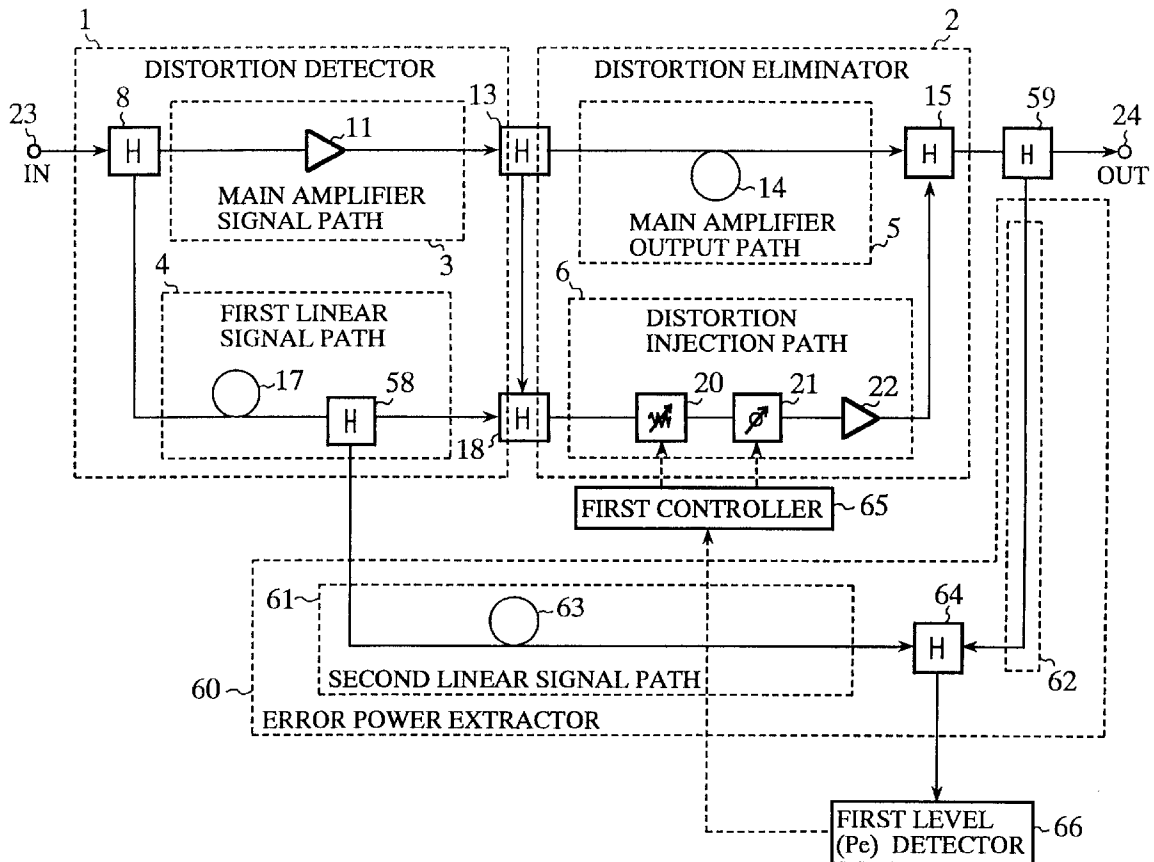 1
2
DISTORTION DETECTOR
DISTORTION ELIMINATOR
23
IN
8
H
11
MAIN AMPLIFIER
SIGNAL PATH
3
13
H
14
MAIN AMPLIFIER
OUTPUT PATH
5
15
H
59
H
24
OUT
4
FIRST LINEAR
SIGNAL PATH
17
58
H
18
H
6
DISTORTION
INJECTION PATH
20
21
22
FIRST CONTROLLER
65
61
63
SECOND LINEAR SIGNAL PATH
64
H
62
60
ERROR POWER EXTRACTOR
FIRST LEVEL
(Pe) DETECTOR
66